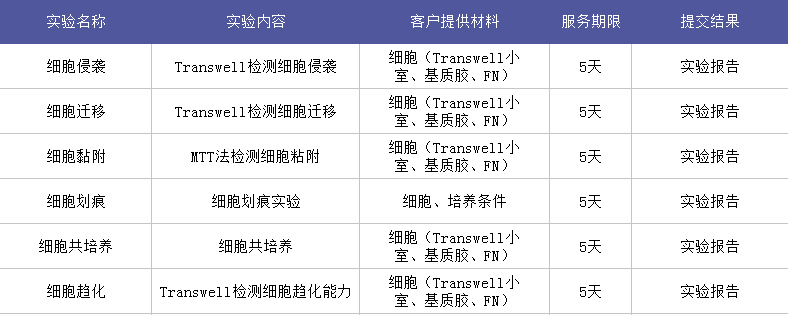 实验名称 实验内容 客户提供材料 服务期限 提交结果
细胞侵袭 Transwell检测细胞侵袭 细胞（Transwell小
室、基质胶、FN） 5天 实验报告
细胞迁移 Transwell检测细胞迁移 细胞（Transwell小
室、基质胶、FN） 5天 实验报告
细胞黏附 MTT法检测细胞粘附 细胞（Transwell小
室、基质胶、FN） 5天 实验报告
细胞划痕 细胞划痕实验 细胞、培养条件 5天 实验报告
细胞共培养 细胞共培养 细胞（Transwell小
室、基质胶、FN） 5天 实验报告
细胞趋化 Transwell检测细胞趋化能力 细胞（Transwell小
室、基质胶、FN） 5天 实验报告